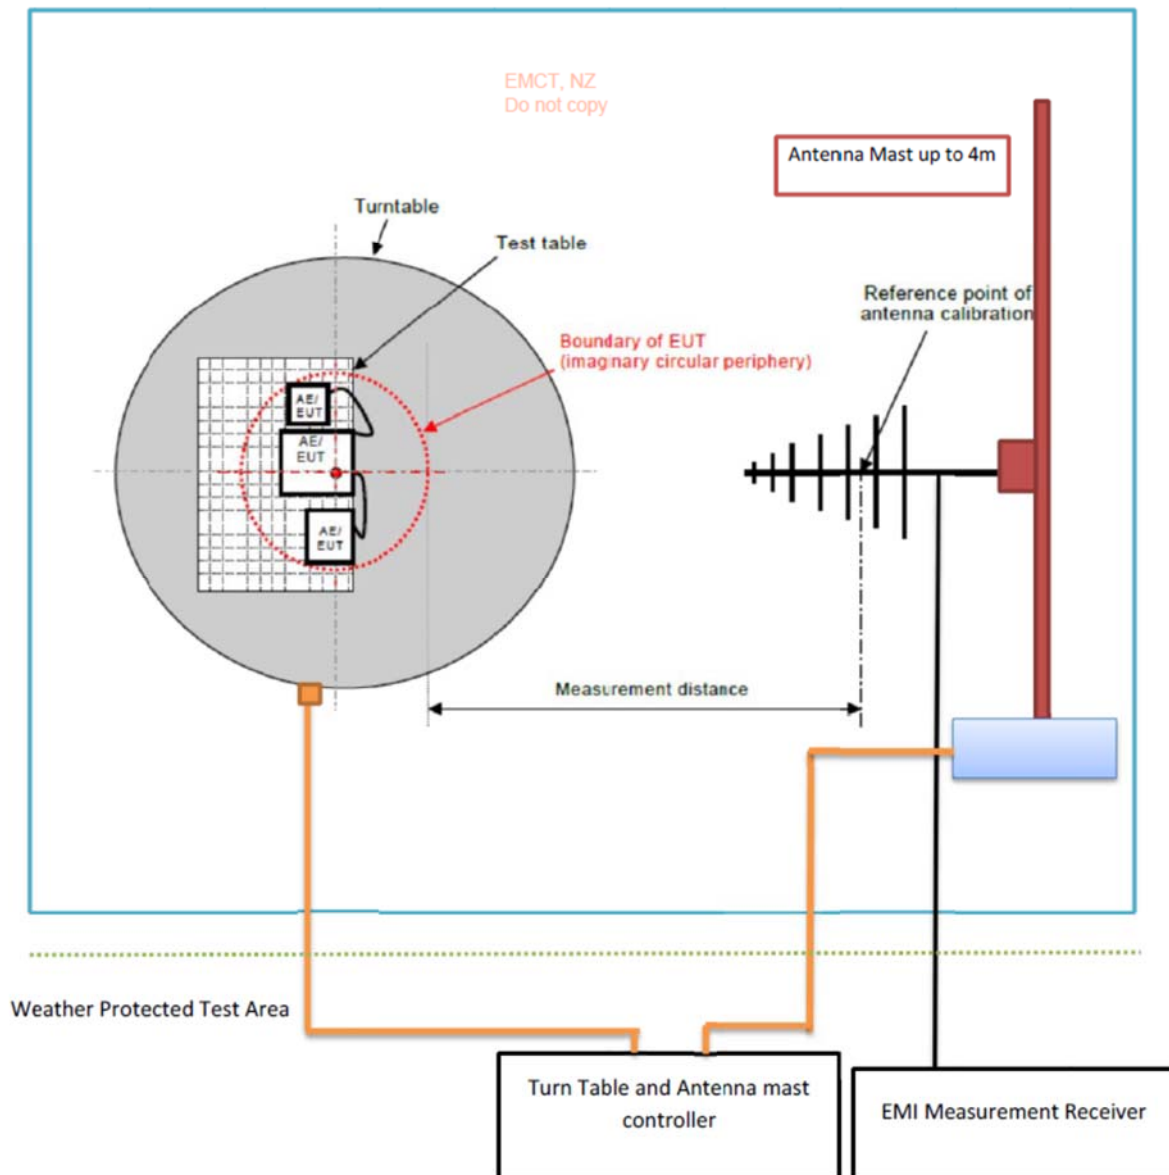 EMCT, NZ
Do not copy
Antenna Mast up to 4m
Turntable
Test table
Reference point of
antenna calibration
Boundary of EUT
(imaginary circular periphery)
AE/
EUT
AE/
EUT
AE/
EUT
Measurement distance
Weather Protected Test Area
Turn Table and Antenna mast
controller
EMI Measurement Receiver